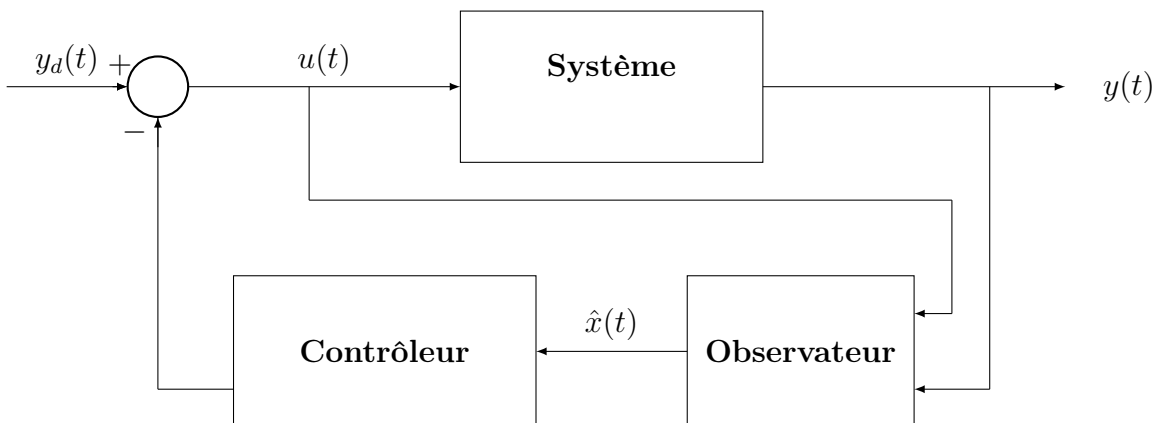 y_d(t)
+
−
u(t)
Système
y(t)
Contrôleur
x̂(t)
Observateur